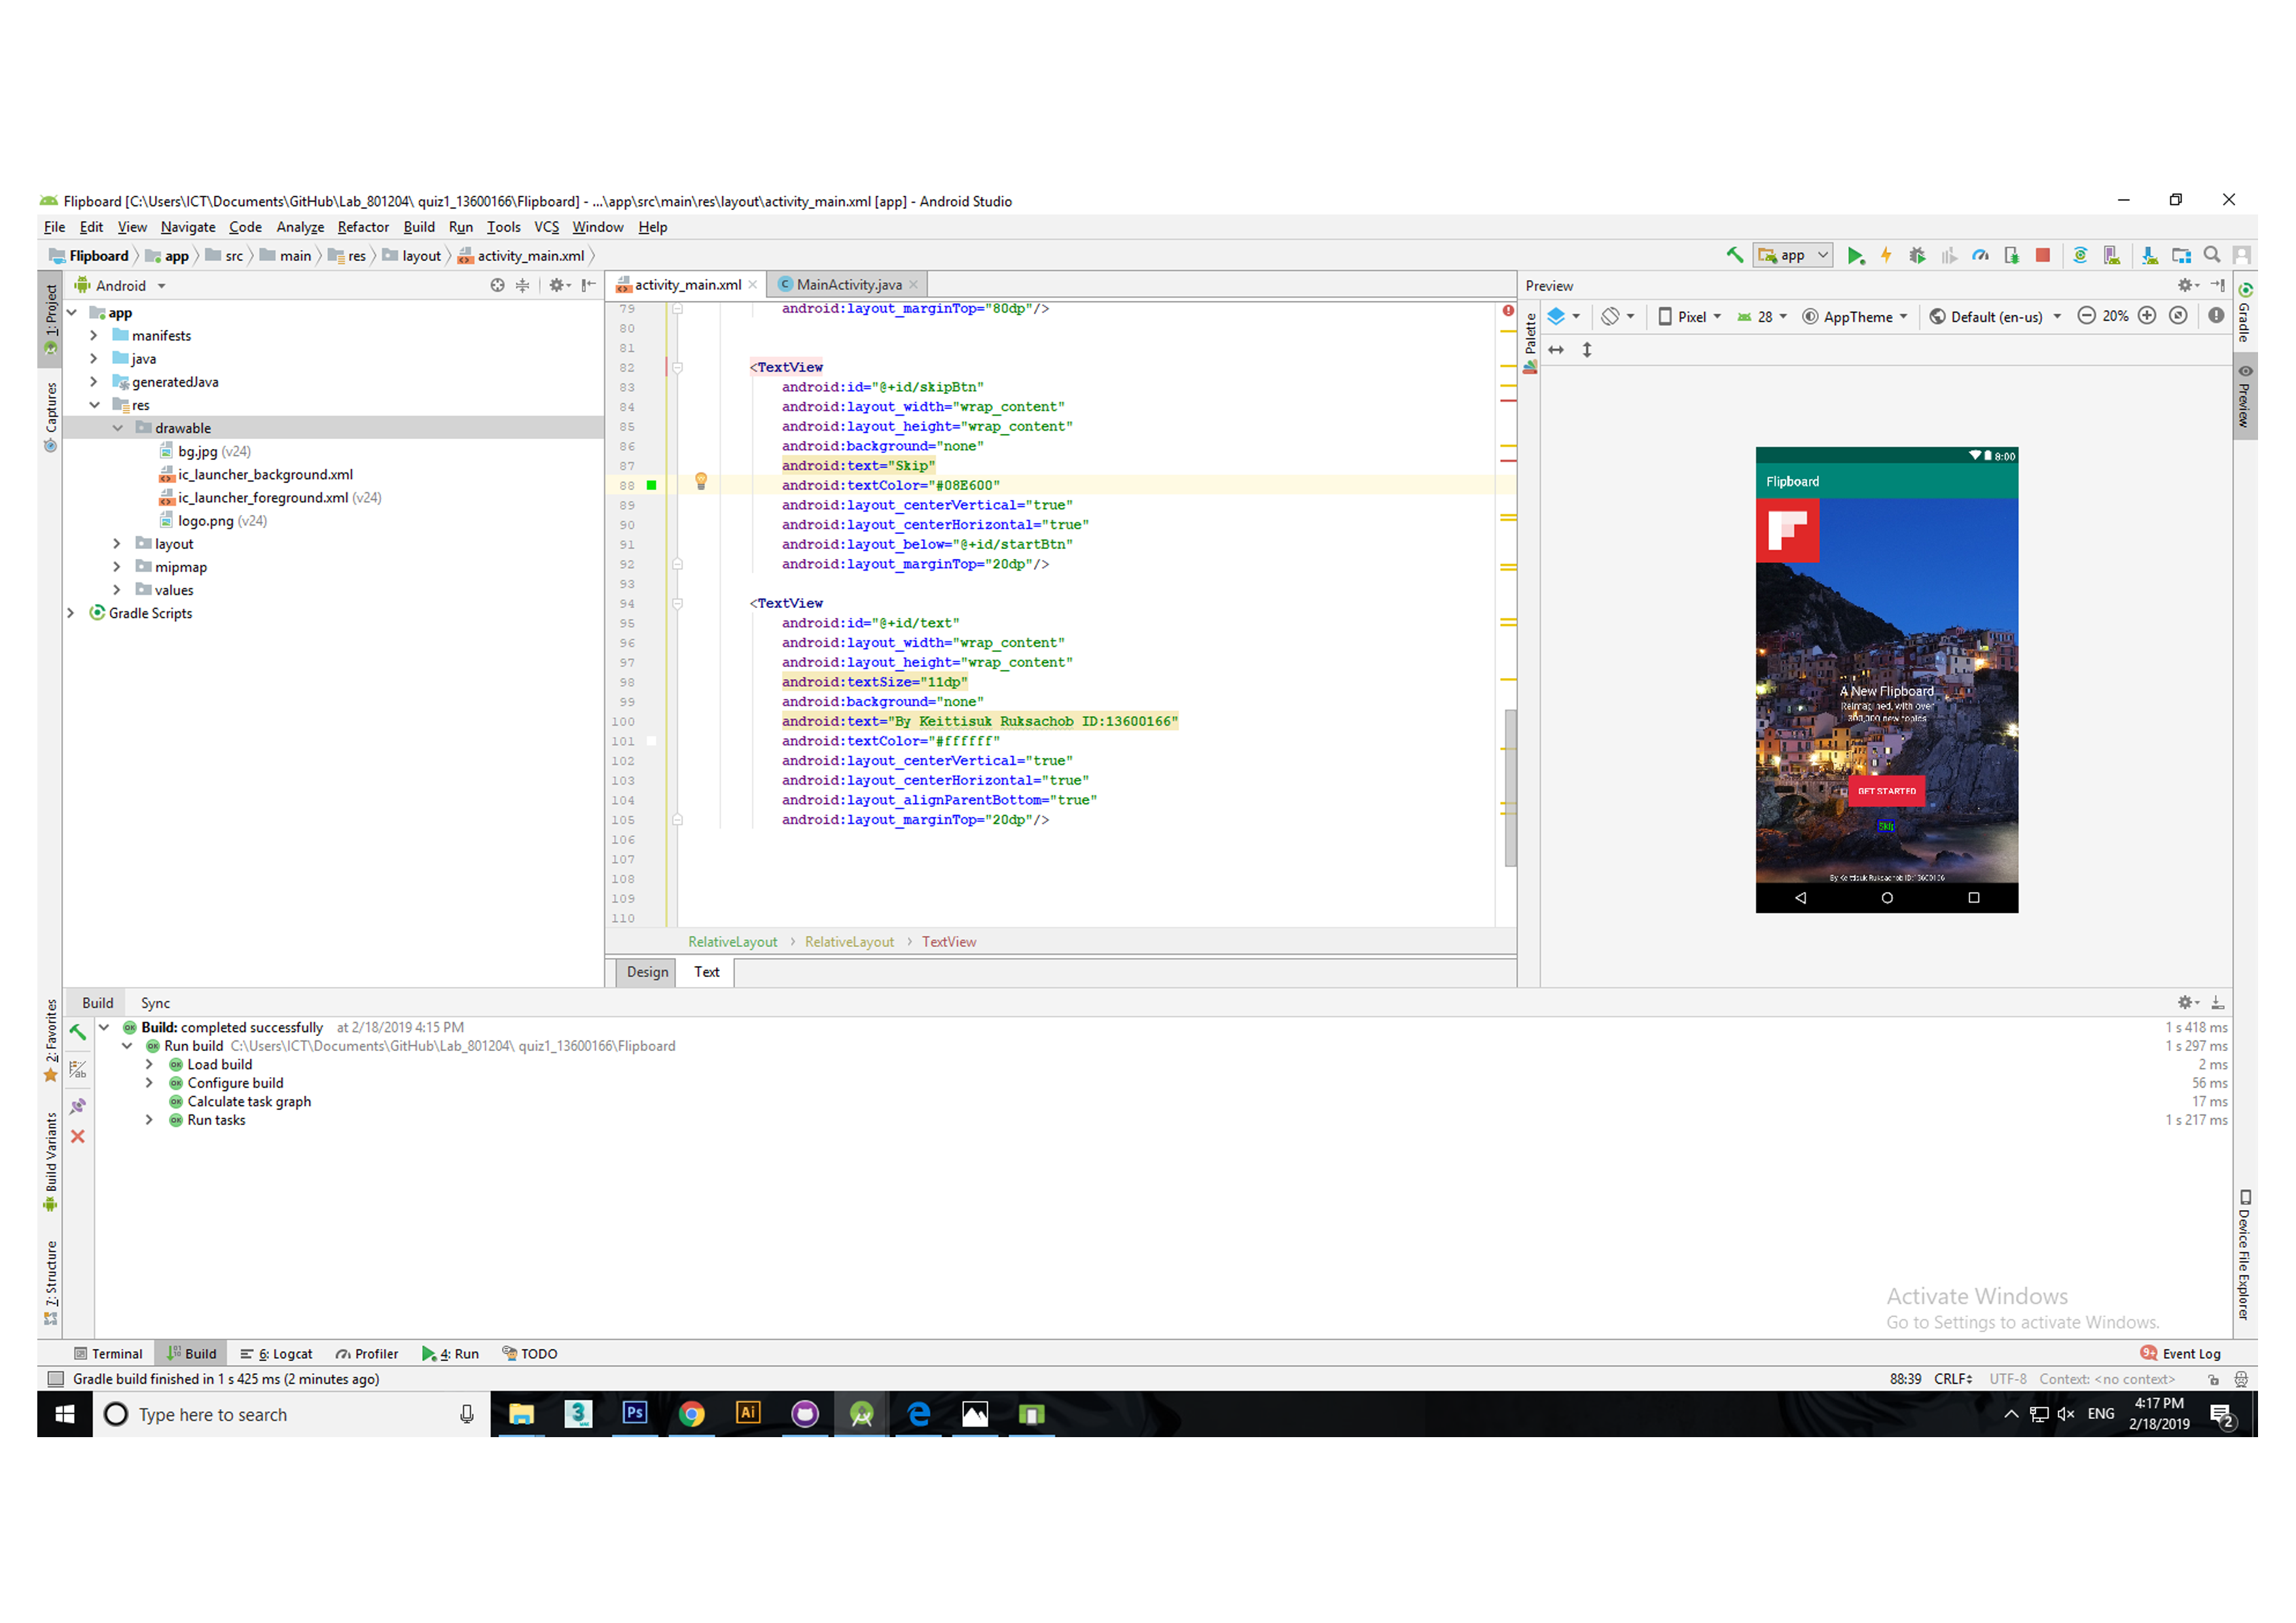 Flipboard [C:\Users\ICT\Documents\GitHub\Lab_801204\ quiz1_13600166\Flipboard] - ...\app\src\main\res\layout\activity_main.xml [app] - Android Studio
File Edit View Navigate Code Analyze Refactor Build Run Tools VCS Window Help
Flipboard app src main res layout activity_main.xml
app
1: Project
Captures
2: Favorites
Build Variants
7: Structure
Android
app
manifests
java
generatedJava
res
drawable
bg.jpg (v24)
ic_launcher_background.xml
ic_launcher_foreground.xml (v24)
logo.png (v24)
layout
mipmap
values
Gradle Scripts
activity_main.xml MainActivity.java
79 android:layout_marginTop="80dp"/>
80
81
82 <TextView
83 android:id="@+id/skipBtn"
84 android:layout_width="wrap_content"
85 android:layout_height="wrap_content"
86 android:background="none"
87 android:text="Skip"
88 android:textColor="#08E600"
89 android:layout_centerVertical="true"
90 android:layout_centerHorizontal="true"
91 android:layout_below="@+id/startBtn"
92 android:layout_marginTop="20dp"/>
93
94 <TextView
95 android:id="@+id/text"
96 android:layout_width="wrap_content"
97 android:layout_height="wrap_content"
98 android:textSize="11dp"
99 android:background="none"
100 android:text="By Keittisuk Ruksachob ID:13600166"
101 android:textColor="#ffffff"
102 android:layout_centerVertical="true"
103 android:layout_centerHorizontal="true"
104 android:layout_alignParentBottom="true"
105 android:layout_marginTop="20dp"/>
106
107
108
109
110
RelativeLayout RelativeLayout TextView
Design Text
Preview
Palette
Pixel 28 AppTheme Default (en-us) 20%
8:00
Flipboard
A New Flipboard
Reimagined, with over
300,000 new topics
GET STARTED
Skip
By Keittisuk Ruksachob ID:13600166
Gradle
Preview
Device File Explorer
Build Sync
Build: completed successfully at 2/18/2019 4:15 PM 1 s 418 ms
Run build C:\Users\ICT\Documents\GitHub\Lab_801204\ quiz1_13600166\Flipboard 1 s 297 ms
Load build 2 ms
Configure build 56 ms
Calculate task graph 17 ms
Run tasks 1 s 217 ms
Activate Windows
Go to Settings to activate Windows.
Terminal Build 6: Logcat Profiler 4: Run TODO 9+ Event Log
Gradle build finished in 1 s 425 ms (2 minutes ago) 88:39 CRLF UTF-8 Context: <no context>
Type here to search 3 Ps Ai ENG 4:17 PM
2/18/2019 2